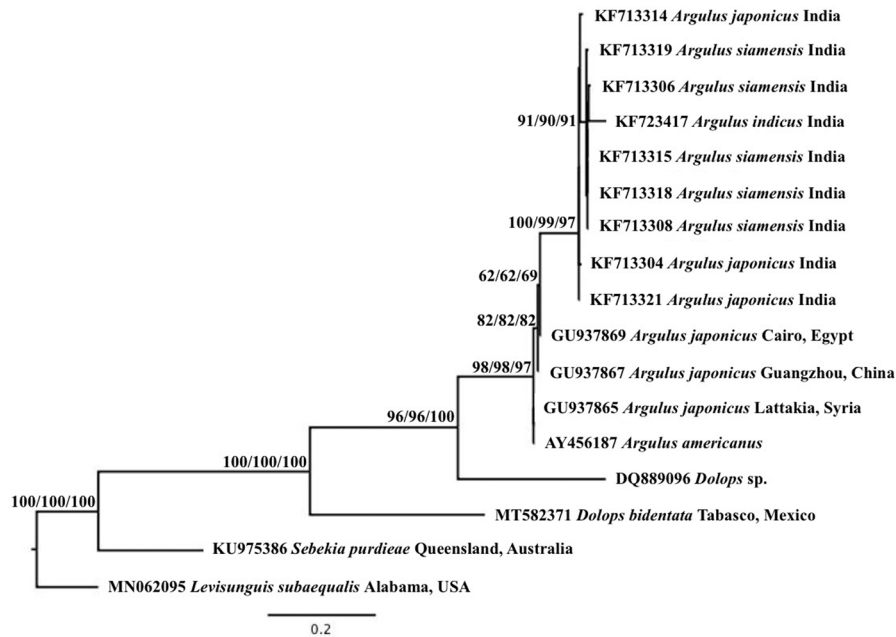 KF713314 Argulus japonicus India
KF713319 Argulus siamensis India
KF713306 Argulus siamensis India
91/90/91
KF723417 Argulus indicus India
KF713315 Argulus siamensis India
KF713318 Argulus siamensis India
100/99/97
KF713308 Argulus siamensis India
KF713304 Argulus japonicus India
62/62/69
KF713321 Argulus japonicus India
82/82/82
GU937869 Argulus japonicus Cairo, Egypt
98/98/97
GU937867 Argulus japonicus Guangzhou, China
GU937865 Argulus japonicus Lattakia, Syria
96/96/100
AY456187 Argulus americanus
100/100/100
DQ889096 Dolops sp.
100/100/100
MT582371 Dolops bidentata Tabasco, Mexico
KU975386 Sebekia purdieae Queensland, Australia
MN062095 Levisunguis subaequalis Alabama, USA
0.2